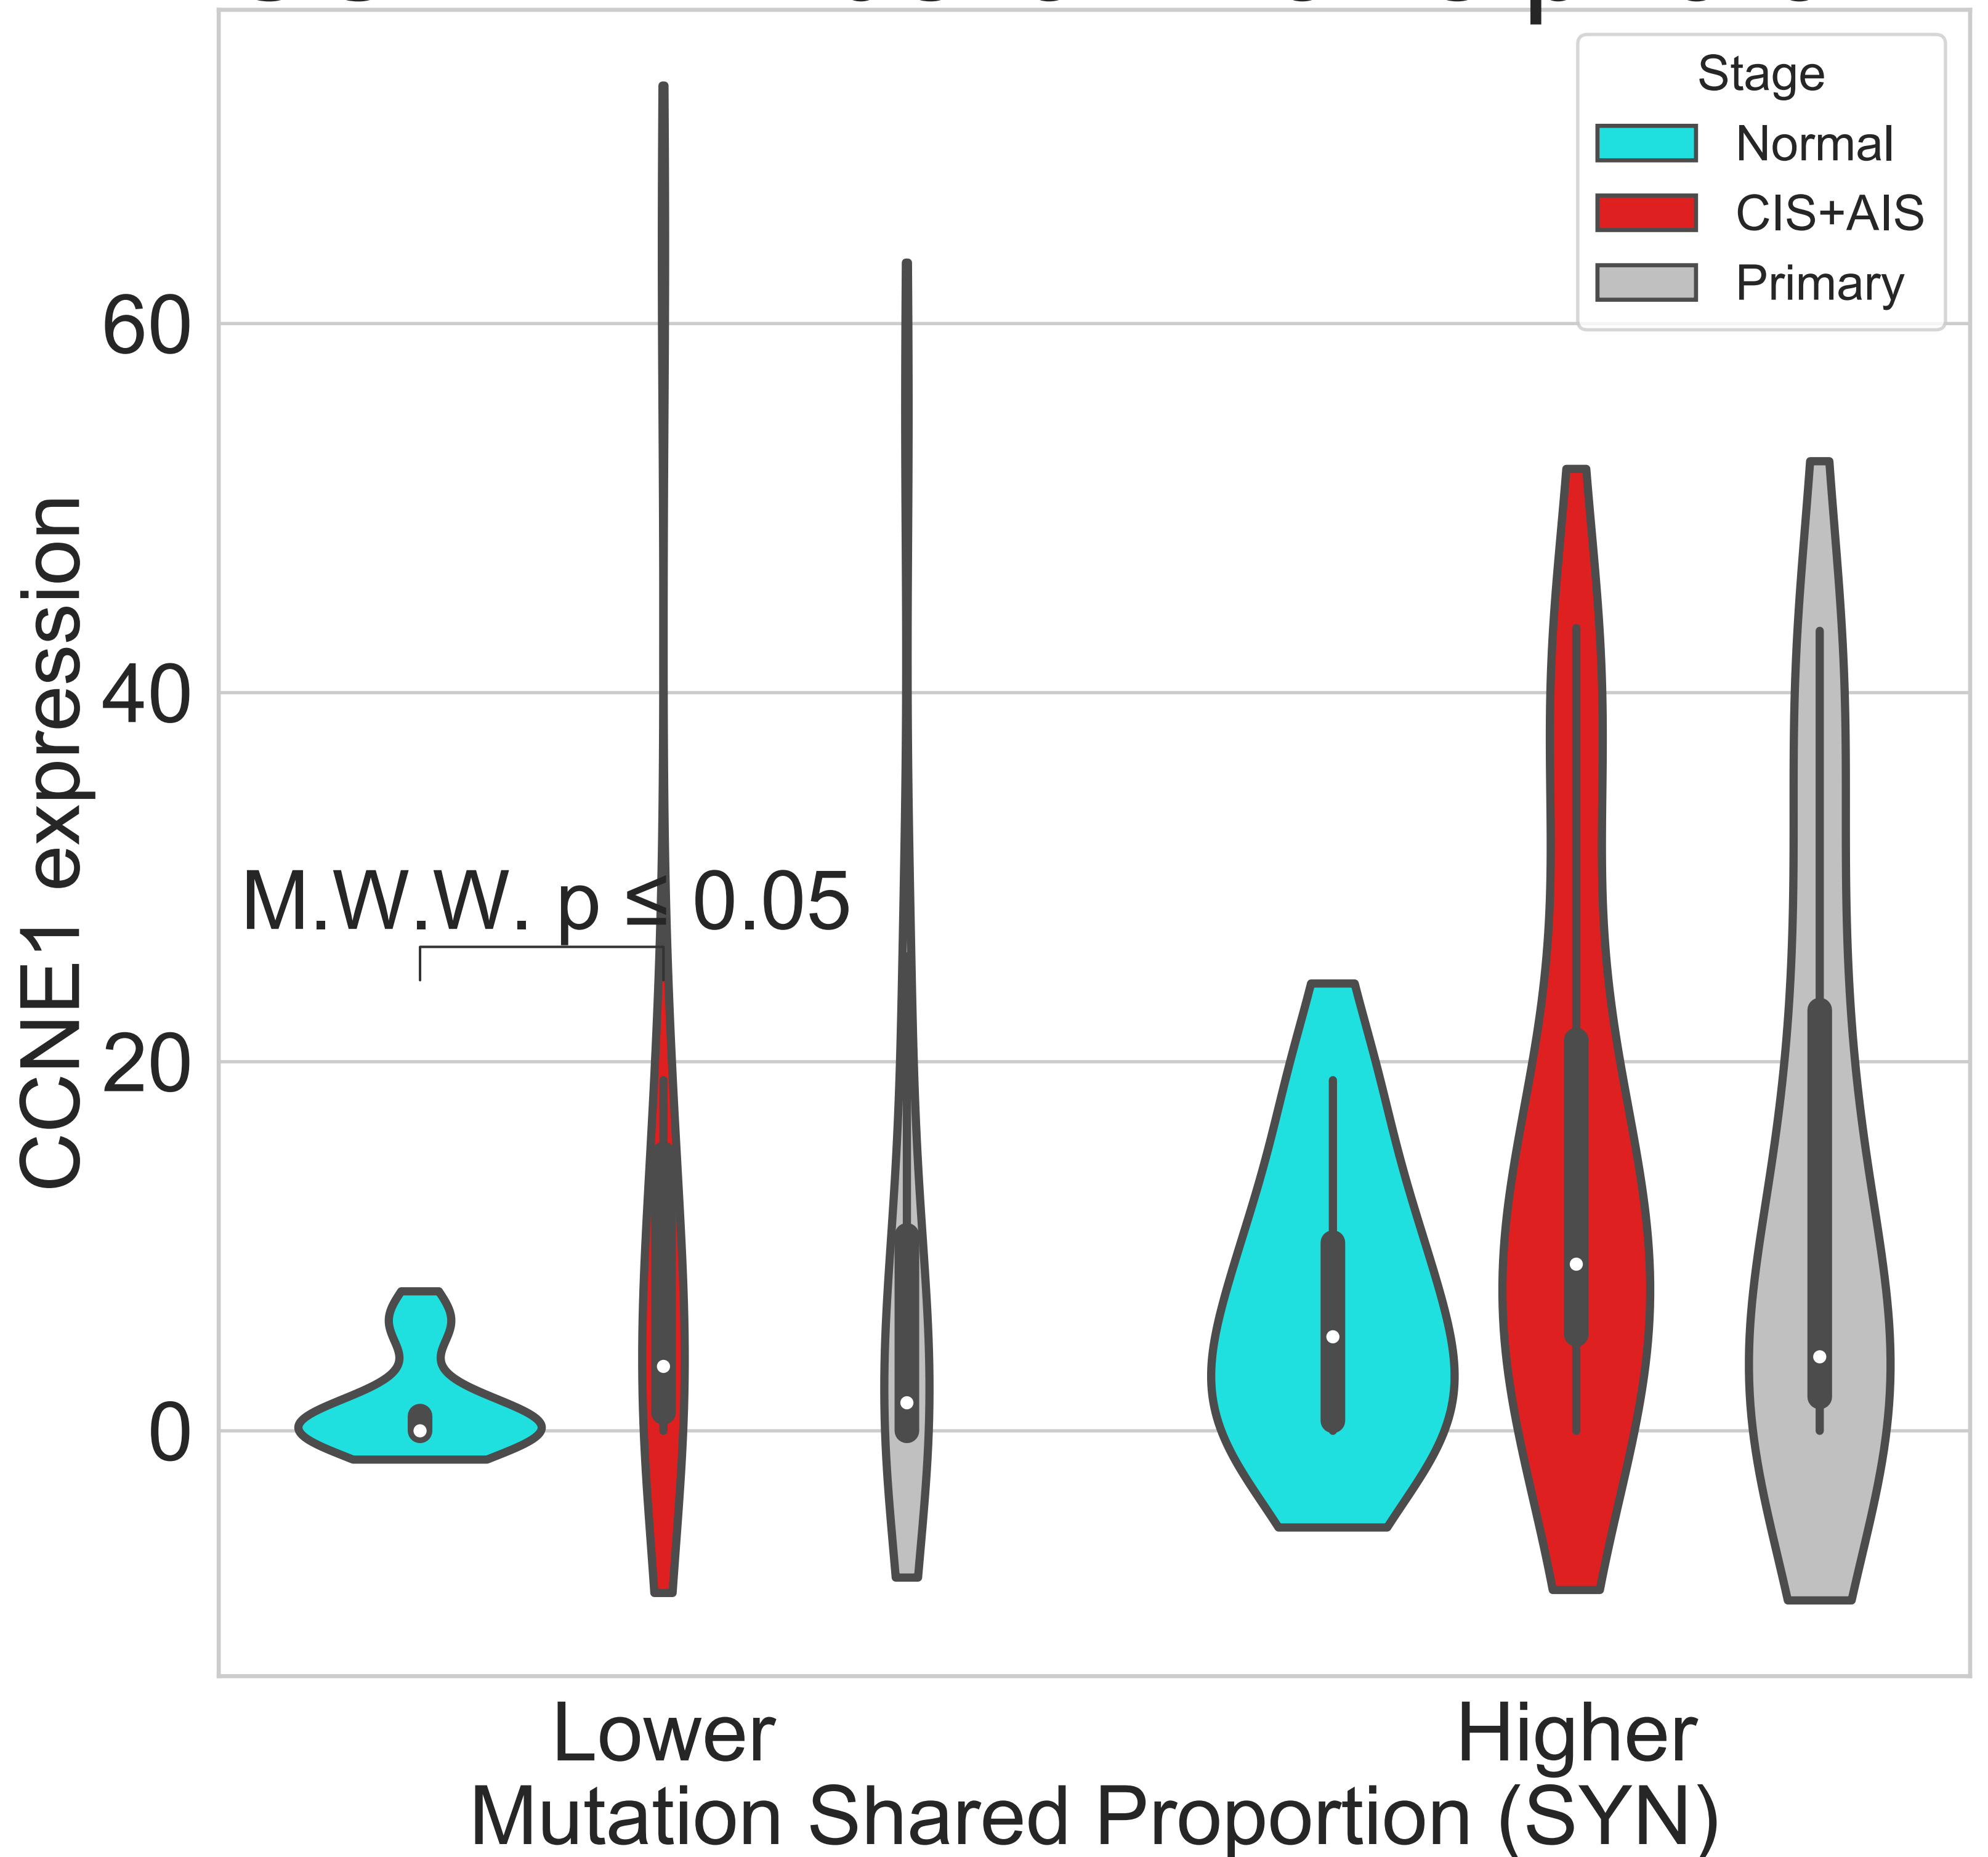 Stage
Normal
CIS+AIS
Primary
60
40
20
0
CCNE1 expression
M.W.W. p ≤ 0.05
Lower
Higher
Mutation Shared Proportion (SYN)